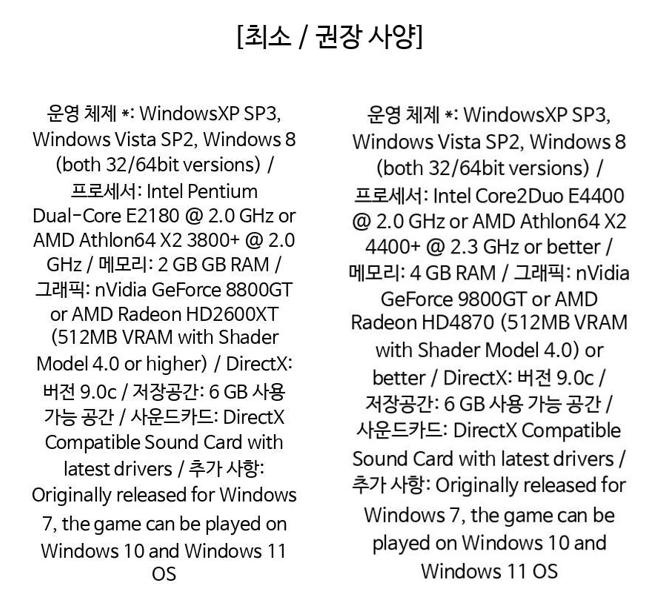 [최소 / 권장 사양]
운영 체제 *: WindowsXP SP3,
Windows Vista SP2, Windows 8
(both 32/64bit versions) /
프로세서: Intel Pentium
Dual-Core E2180 @ 2.0 GHz or
AMD Athlon64 X2 3800+ @ 2.0
GHz / 메모리: 2 GB GB RAM /
그래픽: nVidia GeForce 8800GT
or AMD Radeon HD2600XT
(512MB VRAM with Shader
Model 4.0 or higher) / DirectX:
버전 9.0c / 저장공간: 6 GB 사용
가능 공간 / 사운드카드: DirectX
Compatible Sound Card with
latest drivers / 추가 사항:
Originally released for Windows
7, the game can be played on
Windows 10 and Windows 11
OS
운영 체제 *: WindowsXP SP3,
Windows Vista SP2, Windows 8
(both 32/64bit versions) /
프로세서: Intel Core2Duo E4400
@ 2.0 GHz or AMD Athlon64 X2
4400+ @ 2.3 GHz or better /
메모리: 4 GB RAM / 그래픽: nVidia
GeForce 9800GT or AMD
Radeon HD4870 (512MB VRAM
with Shader Model 4.0) or
better / DirectX: 버전 9.0c /
저장공간: 6 GB 사용 가능 공간 /
사운드카드: DirectX Compatible
Sound Card with latest drivers /
추가 사항: Originally released for
Windows 7, the game can be
played on Windows 10 and
Windows 11 OS